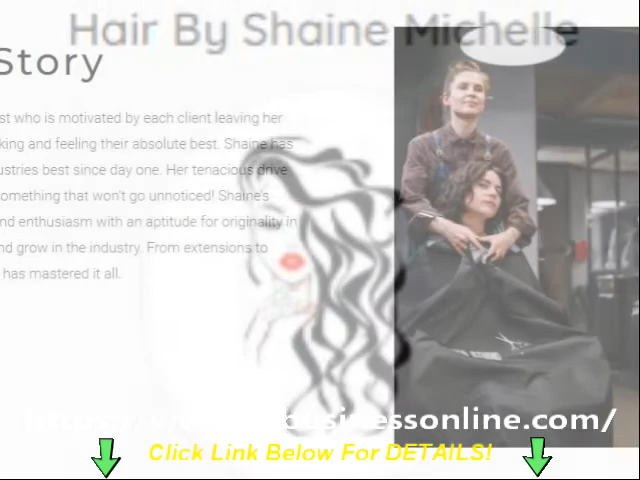 Hair By Shaine Michelle
Story
st who is motivated by each client leaving her
king and feeling their absolute best. Shaine has
ustries best since day one. Her tenacious drive
omething that won't go unnoticed! Shaine's
nd enthusiasm with an aptitude for originality in
nd grow in the industry. From extensions to
has mastered it all.
businessonline.com/
Click Link Below For DETAILS!